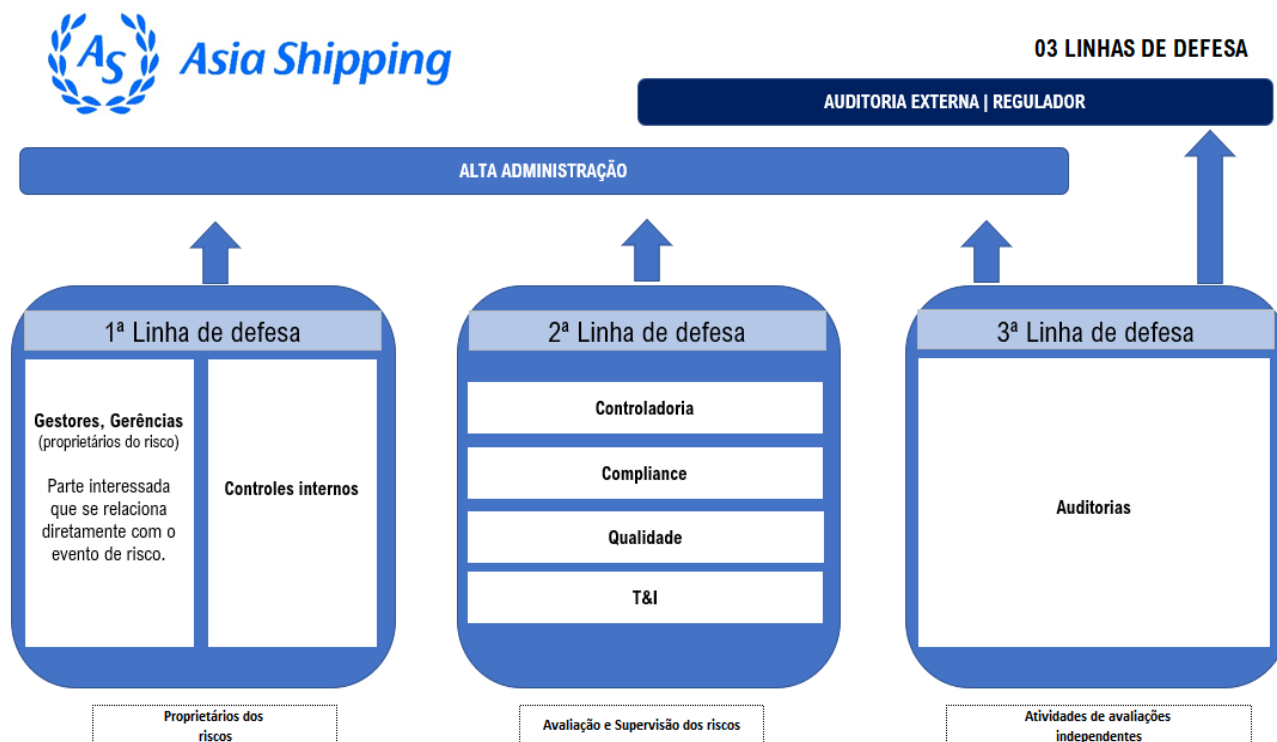 AS Asia Shipping
03 LINHAS DE DEFESA
AUDITORIA EXTERNA | REGULADOR
ALTA ADMINISTRAÇÃO
1ª Linha de defesa
Gestores, Gerências
(proprietários do risco)
Parte interessada
que se relaciona
diretamente com o
evento de risco.
Controles internos
2ª Linha de defesa
Controladoria
Compliance
Qualidade
T&I
3ª Linha de defesa
Auditorias
Proprietários dos
riscos
Avaliação e Supervisão dos riscos
Atividades de avaliações
independentes